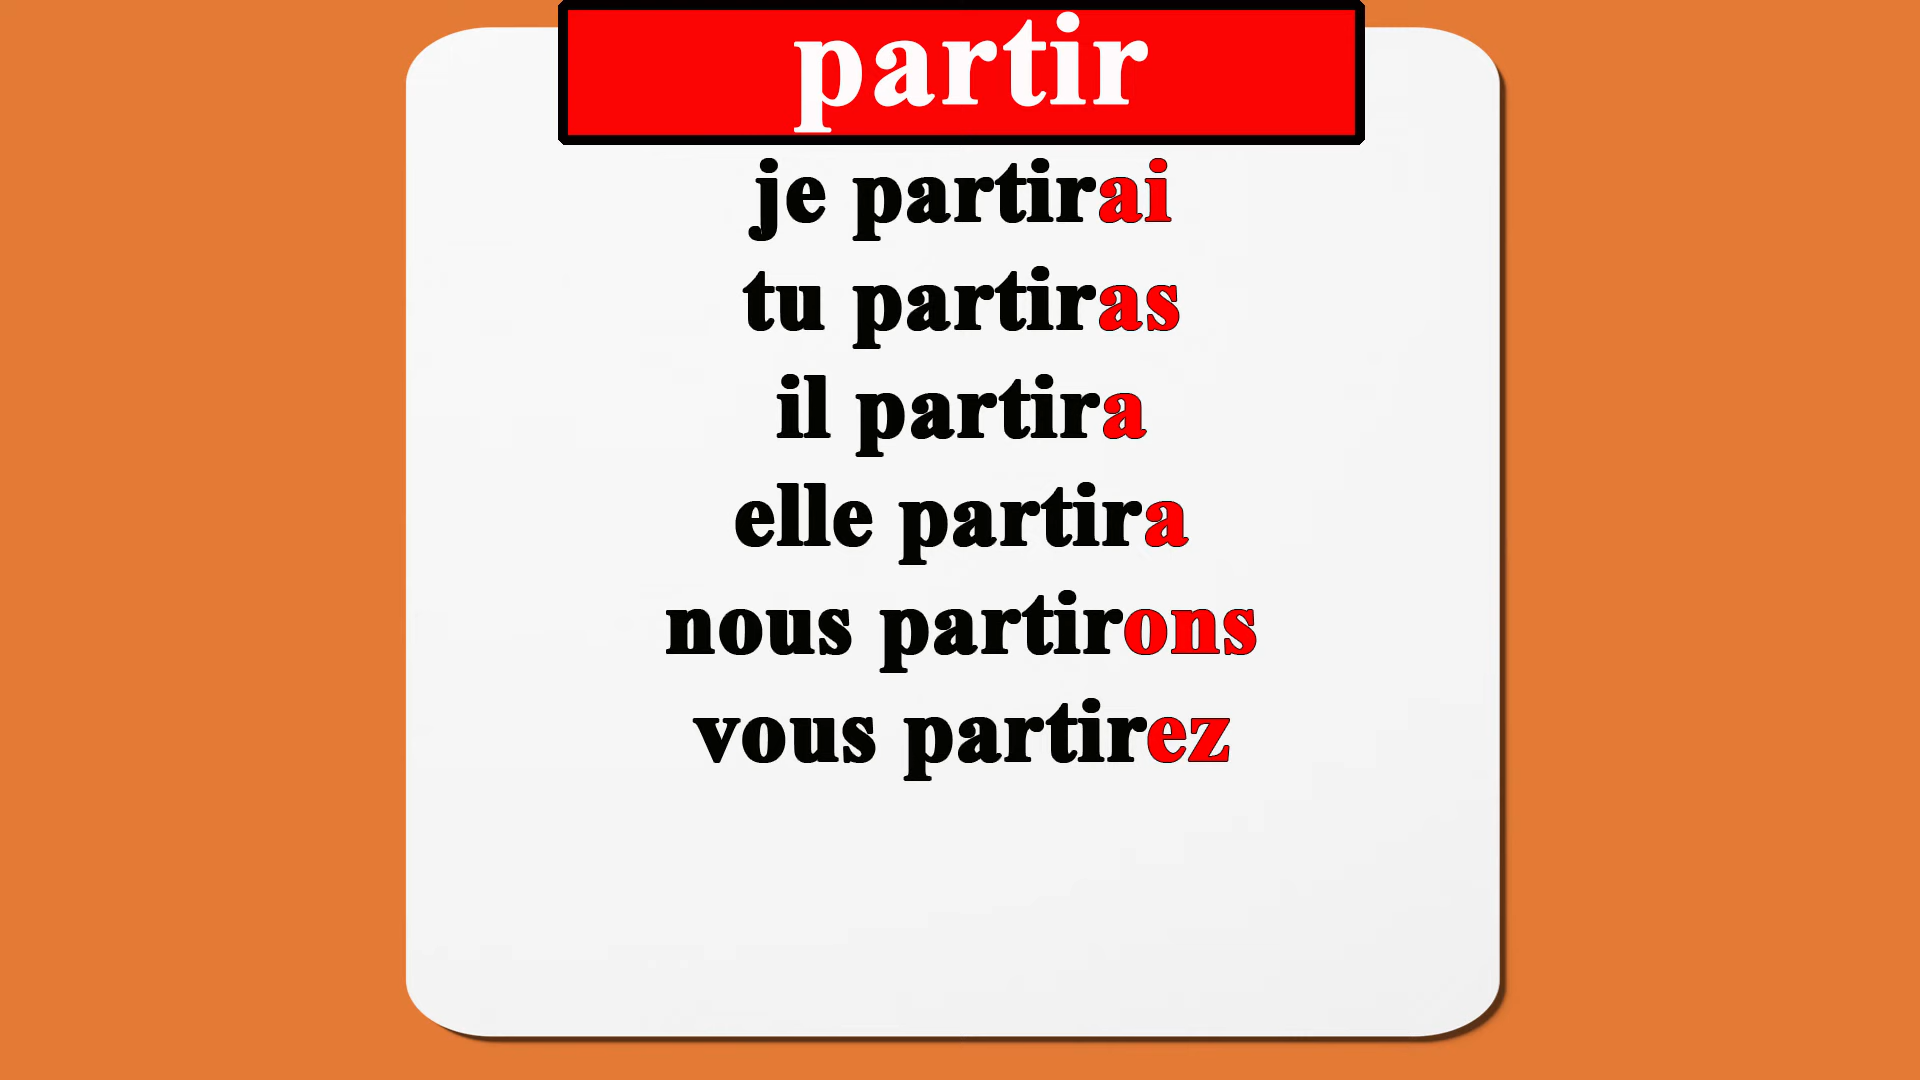 partir
je partirai
tu partiras
il partira
elle partira
nous partirons
vous partirez